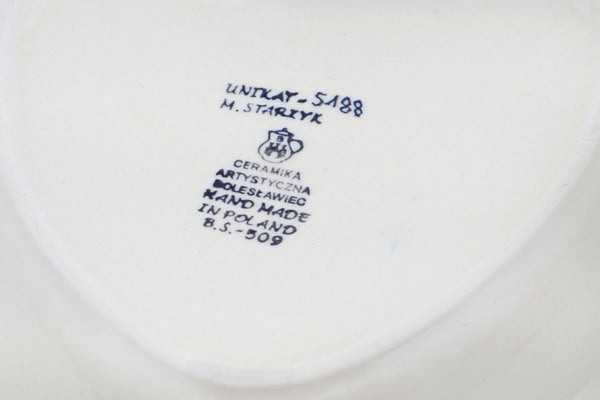 UNIKAT-5188
M. STARZYK
B
CERAMIKA
ARTYSTYCZNA
BOLESŁAWIEC
HAND MADE
IN POLAND
B.S.-509